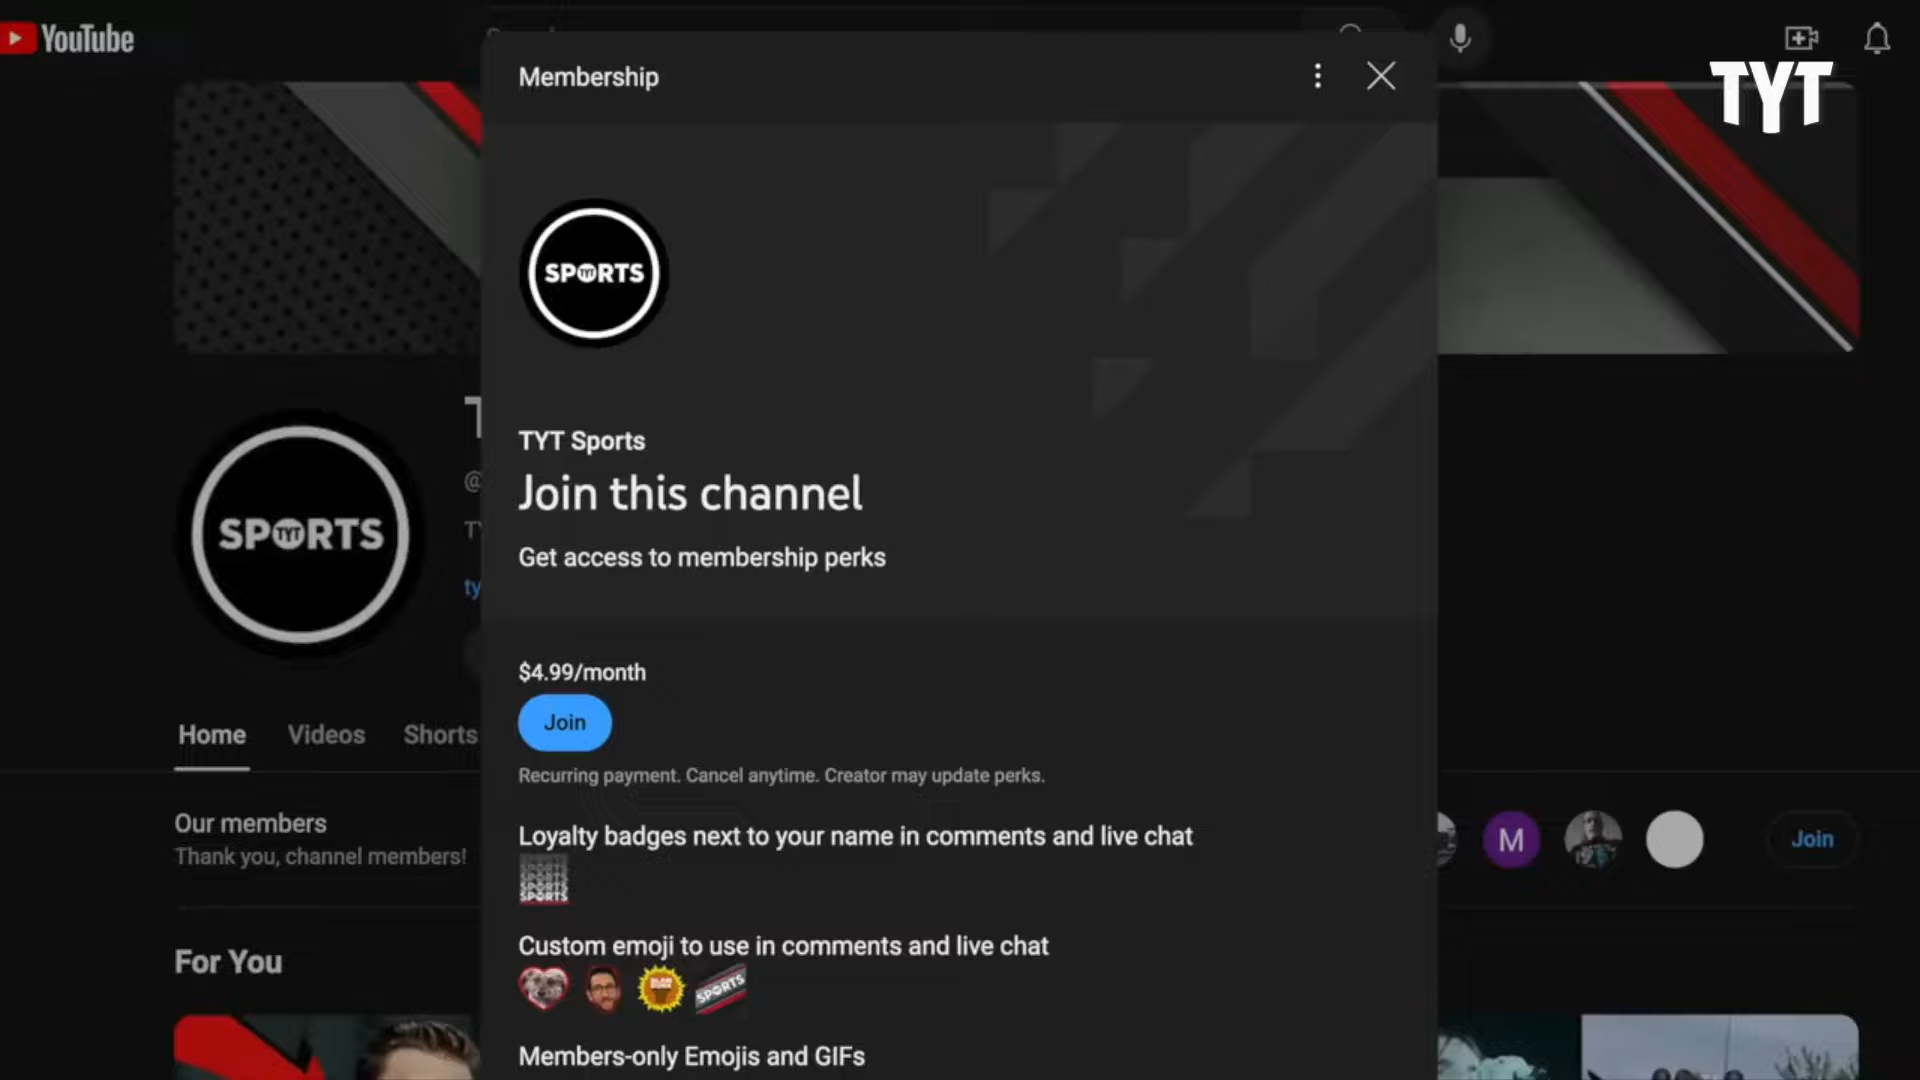 YouTube
Membership
TYT
SPORTS
TYT Sports
Join this channel
Get access to membership perks
SPORTS
TYT
$4.99/month
Join
Home
Videos
Shorts
Recurring payment. Cancel anytime. Creator may update perks.
Our members
Thank you, channel members!
Loyalty badges next to your name in comments and live chat
SPORTS
M
Join
Custom emoji to use in comments and live chat
SPORTS
For You
Members-only Emojis and GIFs